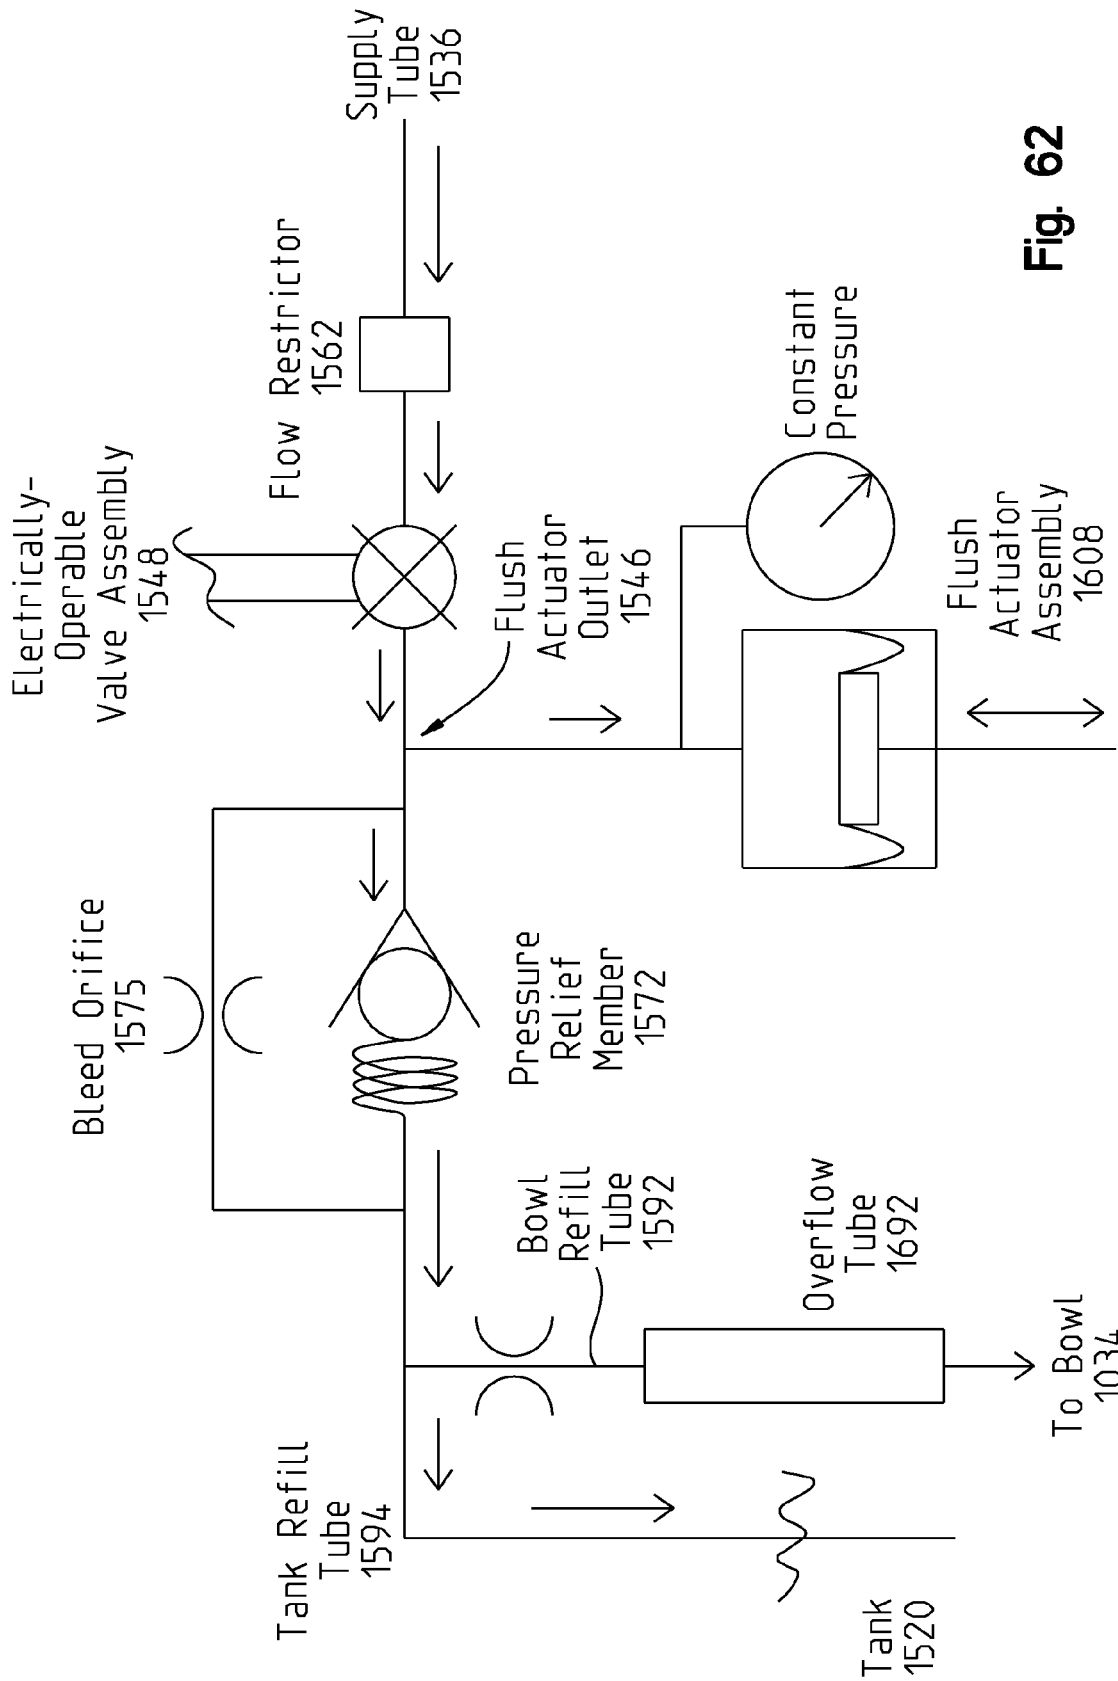 Electrically-
Operable
Valve Assembly
1548
Bleed Orifice
1575
Flow Restrictor
1562
Supply
Tube
1536
Tank Refill
Tube
1594
Bowl
Refill
Tube
1592
Pressure
Relief
Member
1572
Flush
Actuator
Outlet
1546
Constant
Pressure
Overflow
Tube
1692
Tank
1520
To Bowl
1034
Flush
Actuator
Assembly
1608
Fig. 62